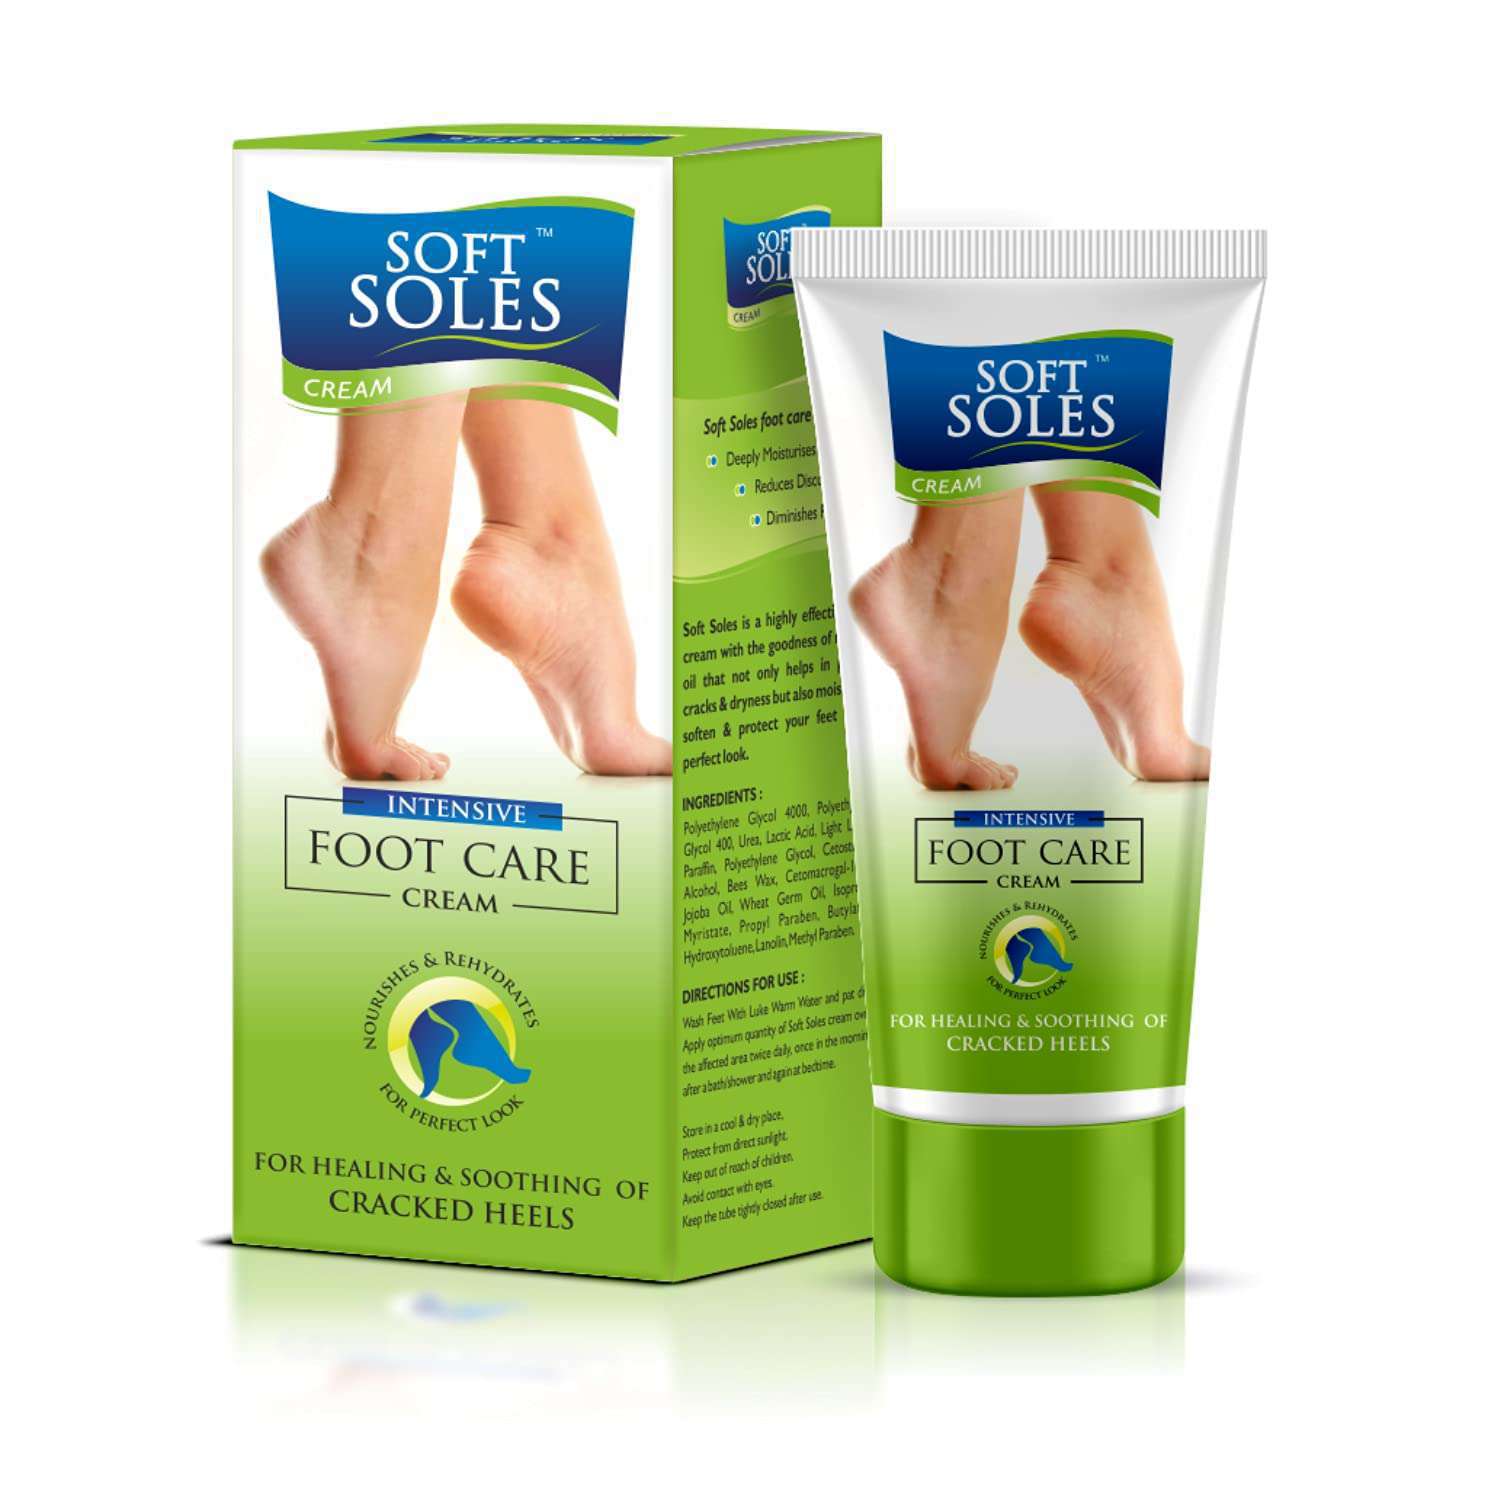 SOFT ™
SOLES
CREAM
INTENSIVE
FOOT CARE
CREAM
NOURISHES & REHYDRATES
FOR PERFECT LOOK
FOR HEALING & SOOTHING OF
CRACKED HEELS
CREAM
Soft Soles foot care
Deeply Moisturises
Reduces
Diminishes
Soft Soles is a highly
cream with the goodness of
oil that not only helps in
cracks & dryness but also
soften & protect your feet
perfect look.
INGREDIENTS :
Polyethylene Glycol 4000,
Glycol 400, Urea, Lactic Acid, Light
Paraffin, Polyethylene Glycol,
Alcohol, Bees Wax,
Jojoba Oil, Wheat Germ Oil,
Myristate, Propyl Paraben,
Hydroxytoluene, Lanolin, Methyl Paraben.
DIRECTIONS FOR USE :
Wash Feet With Luke Warm Water and pat
Apply optimum quantity of Soft Soles cream
the affected area twice daily, once in the
after a bath/shower and again at bedtime.
Store in a cool & dry place.
Protect from direct sunlight.
Keep out of reach of children.
Avoid contact with eyes.
Keep the tube tightly closed after use.
SOFT ™
SOLES
CREAM
INTENSIVE
FOOT CARE
CREAM
NOURISHES & REHYDRATES
FOR PERFECT LOOK
FOR HEALING & SOOTHING OF
CRACKED HEELS